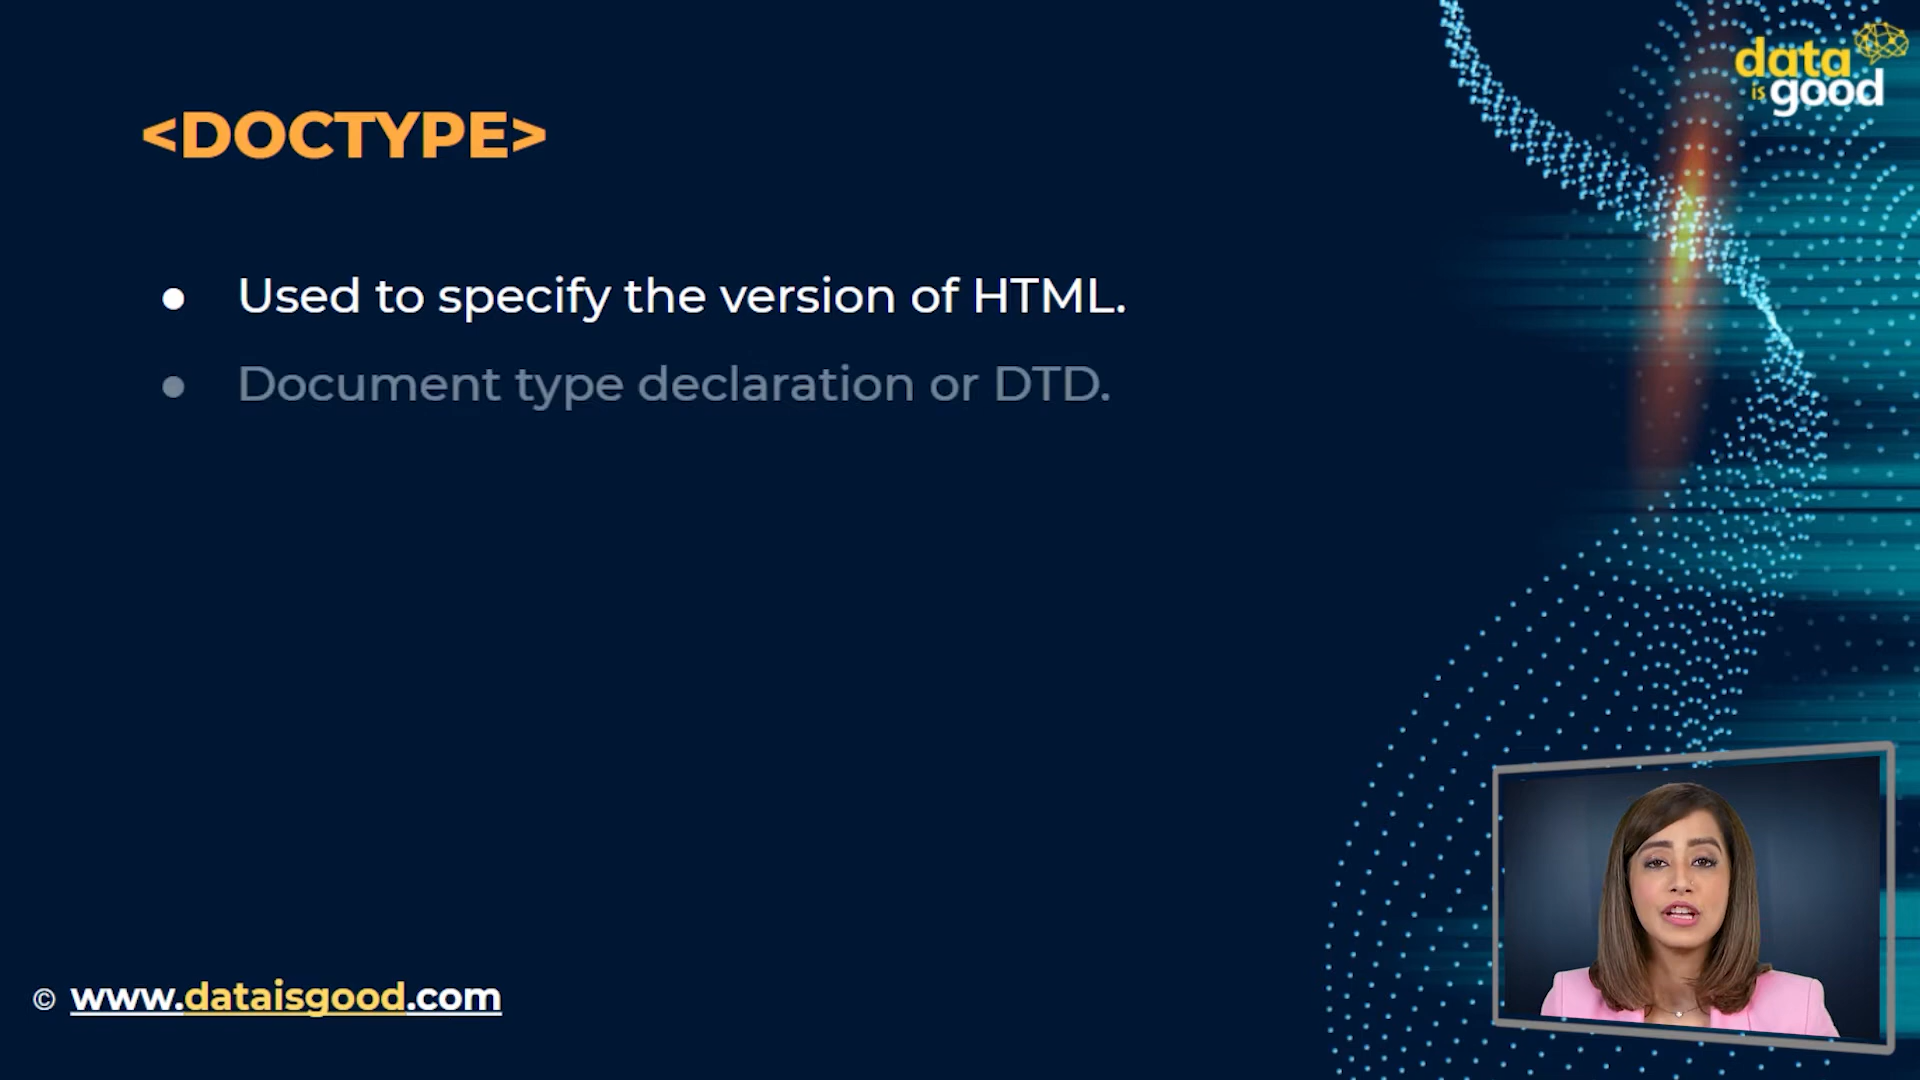 data
is good
<DOCTYPE>
● Used to specify the version of HTML.
● Document type declaration or DTD.
© www.dataisgood.com